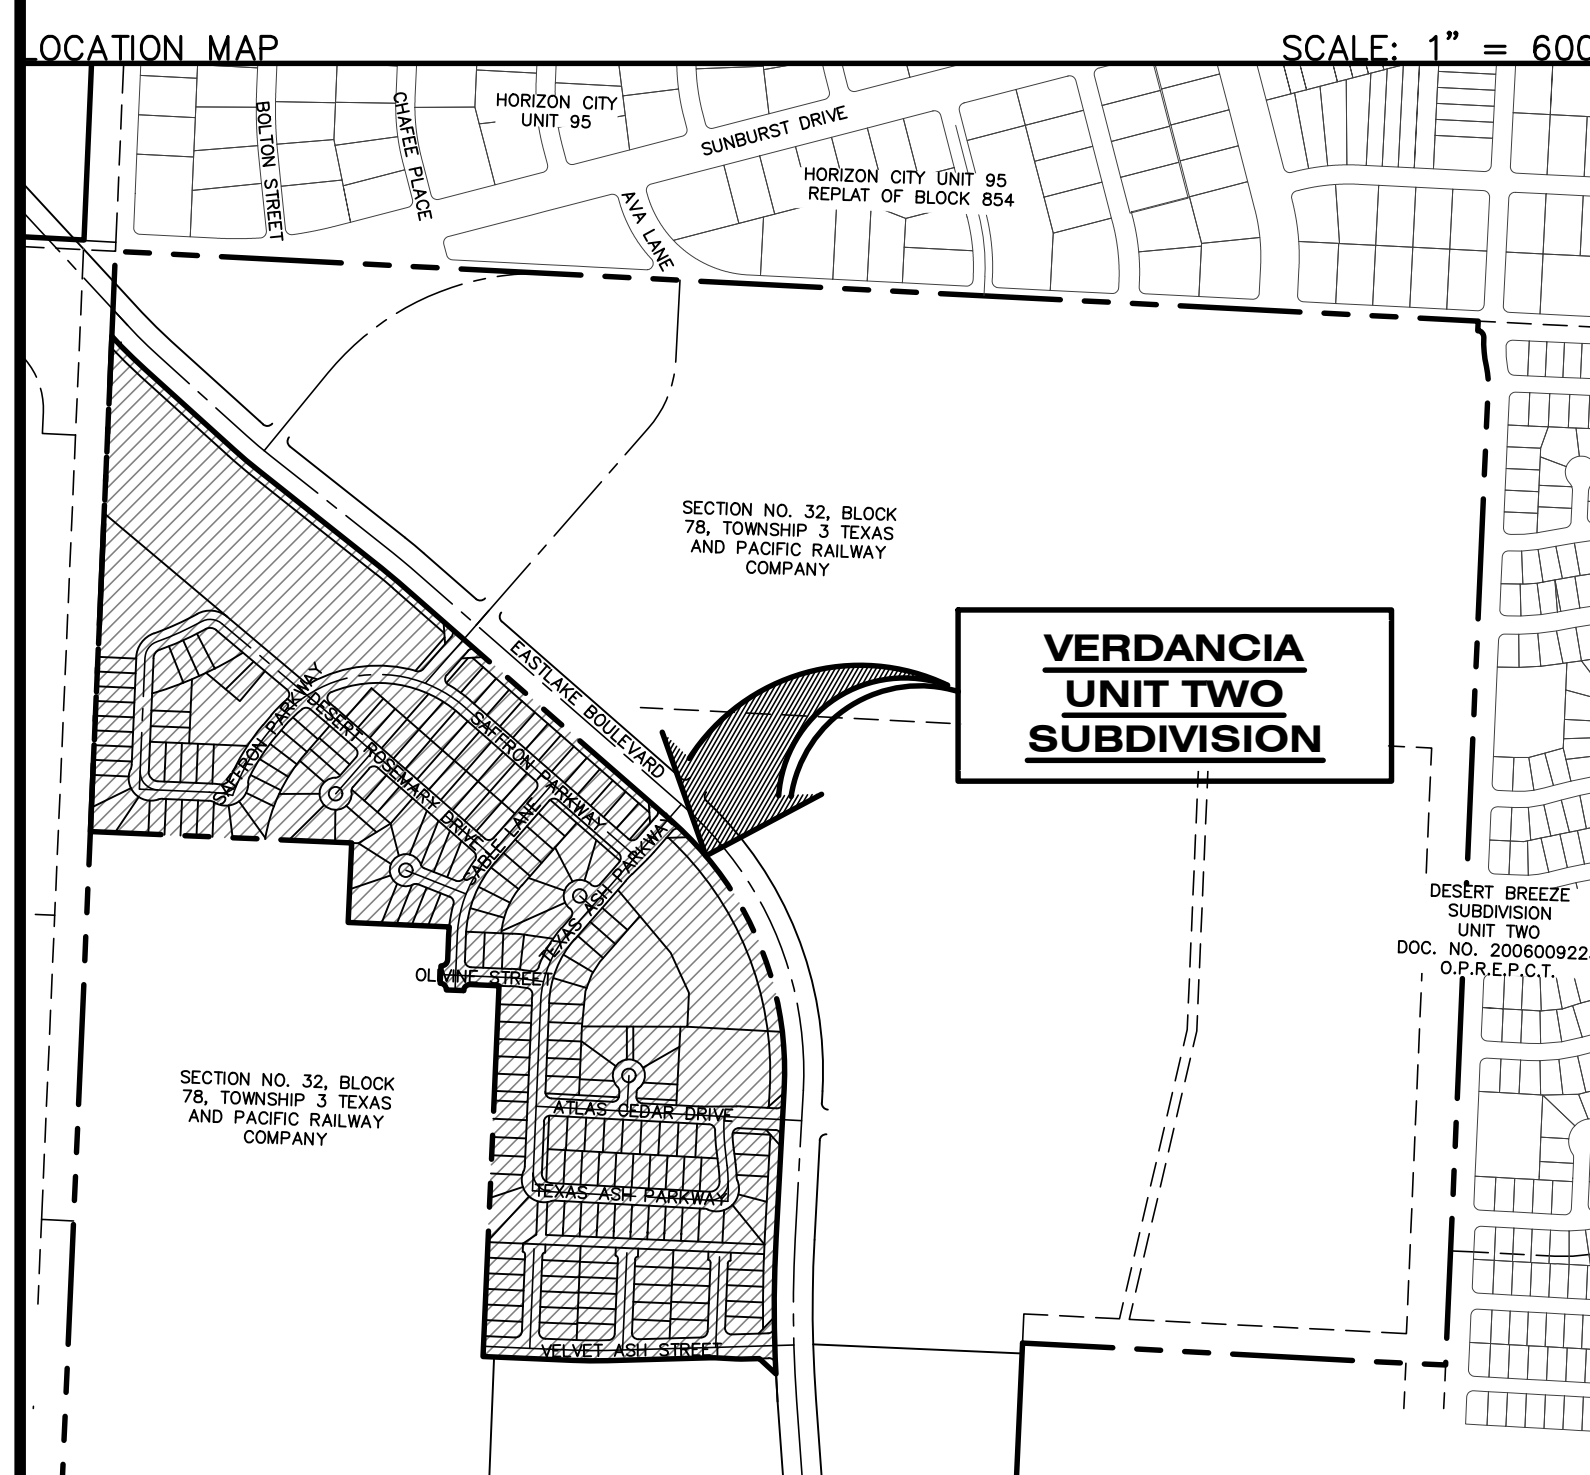 LOCATION MAP
SCALE: 1" = 600
HORIZON CITY
UNIT 95
BOLTON STREET
CHAFEE PLACE
SUNBURST DRIVE
HORIZON CITY UNIT 95
REPLAT OF BLOCK 854
AVA LANE
SECTION NO. 32, BLOCK
78, TOWNSHIP 3 TEXAS
AND PACIFIC RAILWAY
COMPANY
VERDANCIA
UNIT TWO
SUBDIVISION
EASTLAKE BOULEVARD
SAFFRON PARKWAY
DESERT ROSEMARY DRIVE
SAFFRON PARKWAY
SABLE LANE
TEXAS ASH PARKWAY
OLIVINE STREET
DESERT BREEZE
SUBDIVISION
UNIT TWO
DOC. NO. 2006009223
O.P.R.E.P.C.T.
SECTION NO. 32, BLOCK
78, TOWNSHIP 3 TEXAS
AND PACIFIC RAILWAY
COMPANY
ATLAS CEDAR DRIVE
TEXAS ASH PARKWAY
VELVET ASH STREET